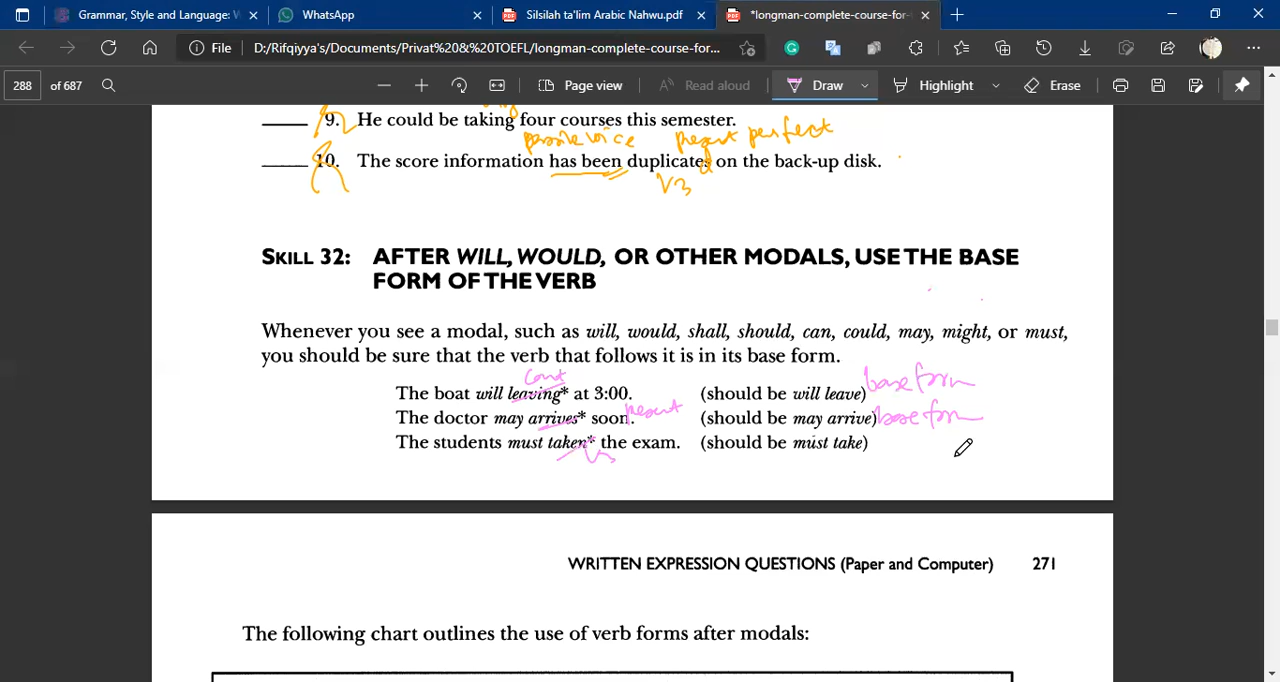 Grammar, Style and Language: W
WhatsApp
Silsilah ta'lim Arabic Nahwu.pdf
*longman-complete-course-for-
File
D:/Rifqiyya's/Documents/Privat%20&%20TOEFL/longman-complete-course-for...
288 of 687
Page view
Read aloud
Draw
Highlight
Erase
9. He could be taking four courses this semester.
passive voice present perfect
10. The score information has been duplicates on the back-up disk.
d
V3
SKILL 32: AFTER WILL, WOULD, OR OTHER MODALS, USE THE BASE
FORM OF THE VERB
Whenever you see a modal, such as will, would, shall, should, can, could, may, might, or must,
you should be sure that the verb that follows it is in its base form.
cont
base form
The boat will leaving* at 3:00. (should be will leave)
present
base form
The doctor may arrives* soon. (should be may arrive)
The students must taken* the exam. (should be must take)
WRITTEN EXPRESSION QUESTIONS (Paper and Computer) 271
The following chart outlines the use of verb forms after modals: